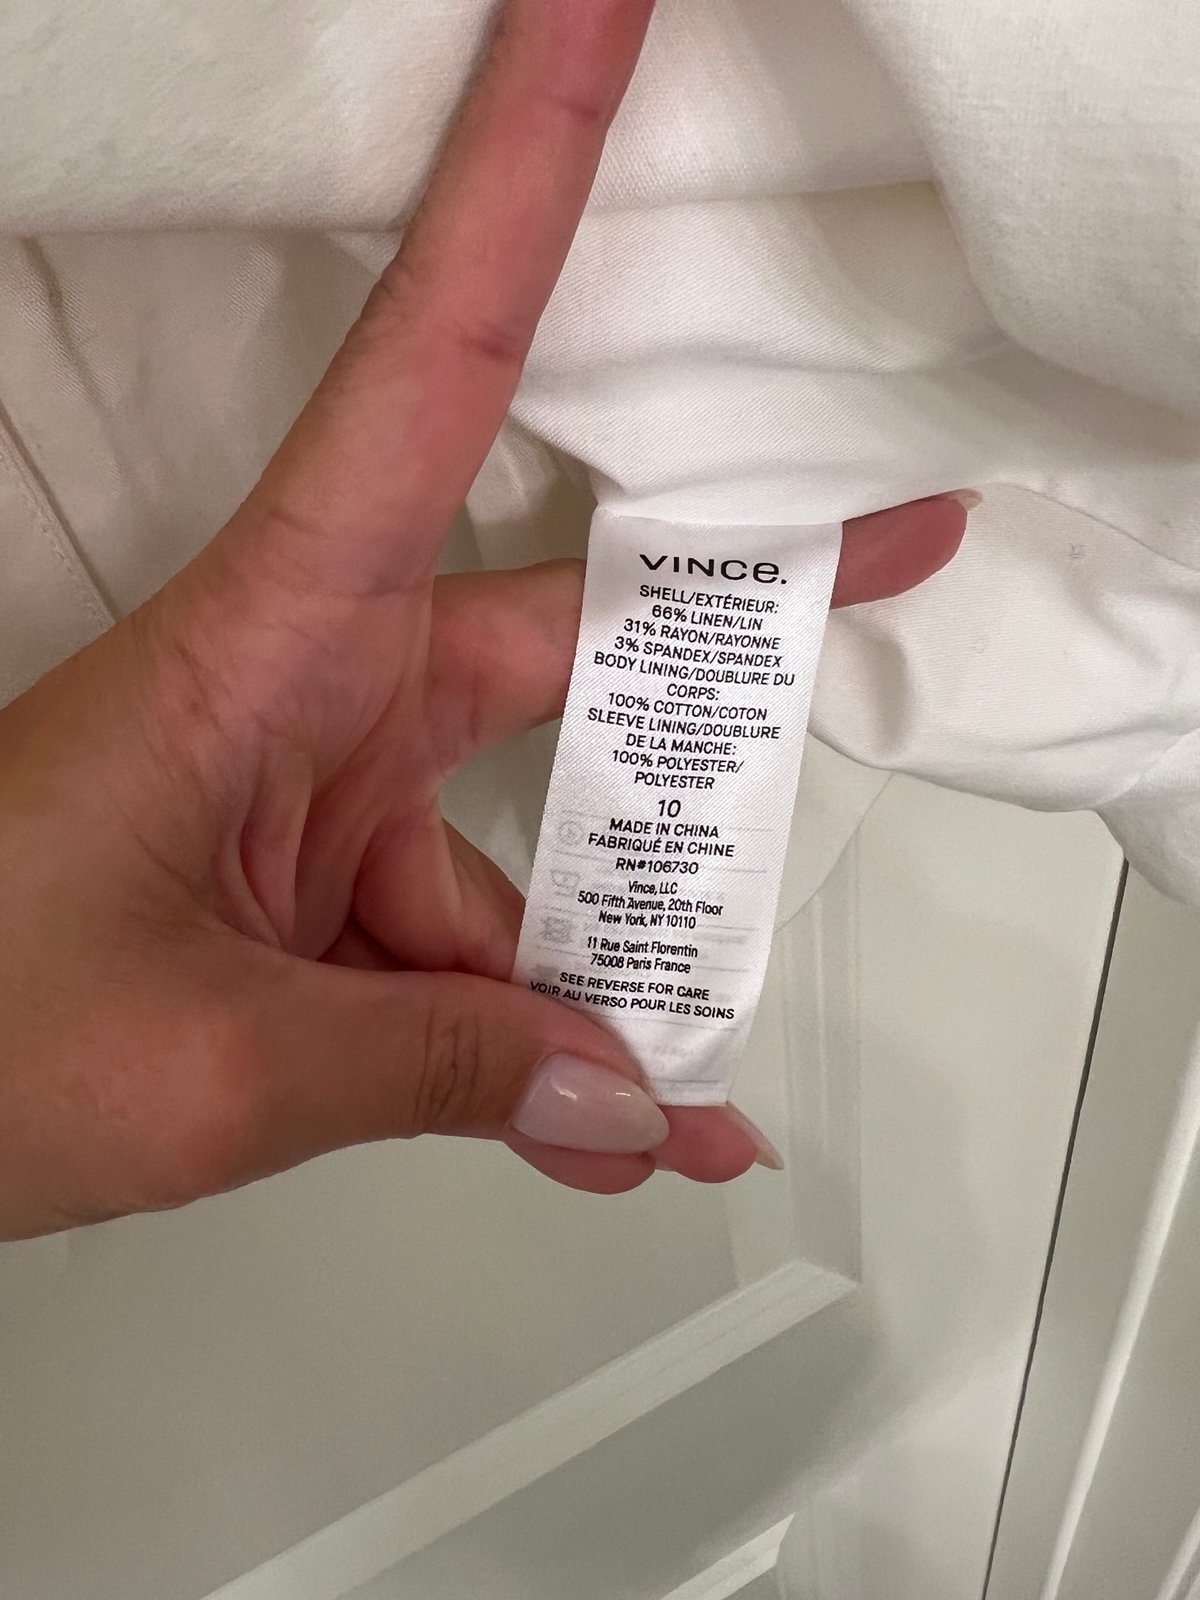 VINCE.
SHELL/EXTÉRIEUR:
66% LINEN/LIN
31% RAYON/RAYONNE
3% SPANDEX/SPANDEX
BODY LINING/DOUBLURE DU
CORPS:
100% COTTON/COTON
SLEEVE LINING/DOUBLURE
DE LA MANCHE:
100% POLYESTER/
POLYESTER
10
MADE IN CHINA
FABRIQUÉ EN CHINE
RN#106730
Vince, LLC
500 Fifth Avenue, 20th Floor
New York, NY 10110
11 Rue Saint Florentin
75008 Paris France
SEE REVERSE FOR CARE
VOIR AU VERSO POUR LES SOINS